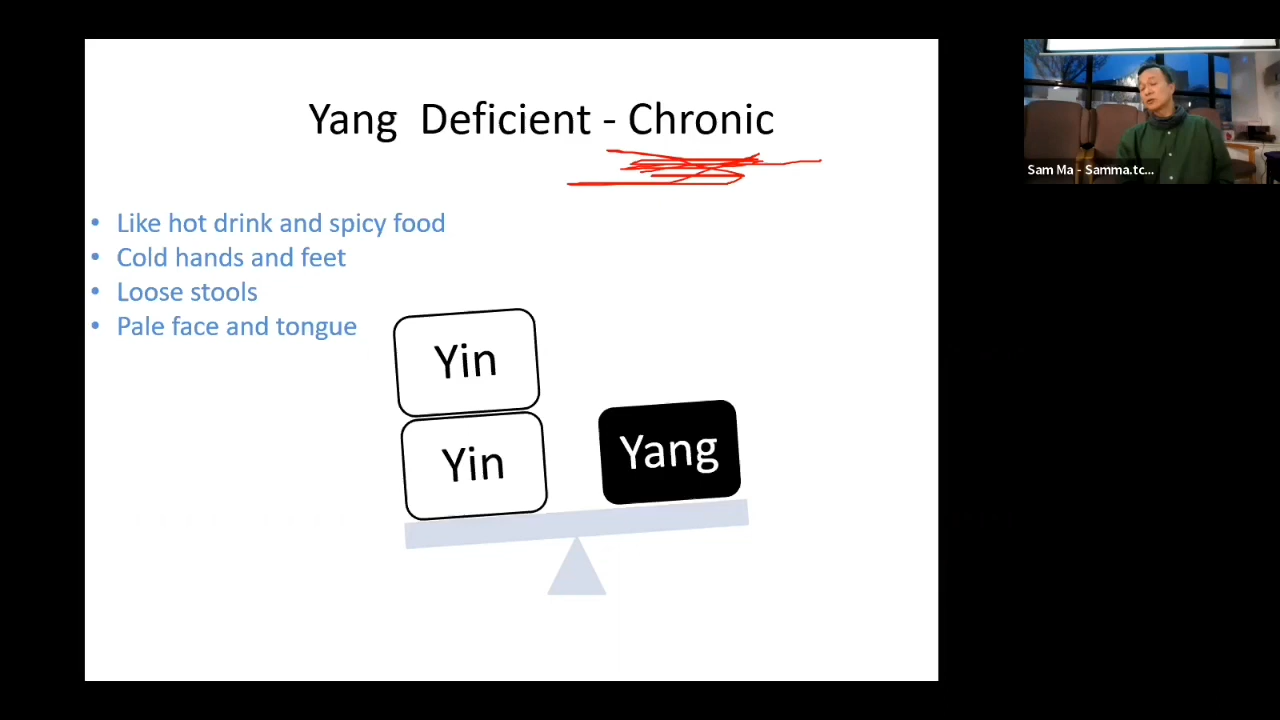 Yang Deficient - Chronic
• Like hot drink and spicy food
• Cold hands and feet
• Loose stools
• Pale face and tongue
Yin
Yin
Yang
Sam Ma - Samma.tc...